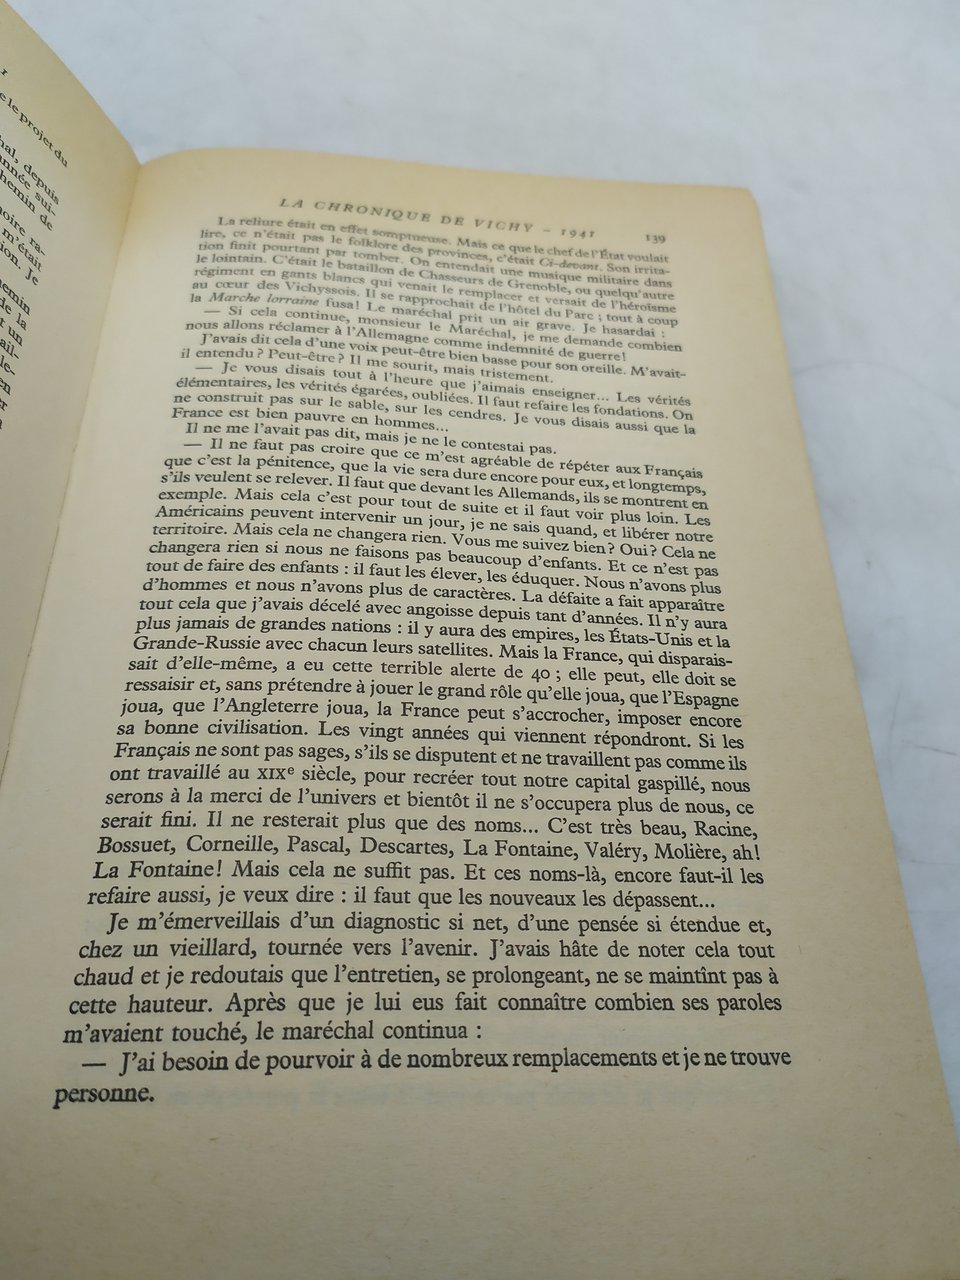 1
e le projet du
nal, depuis
année sui-
hemin de
noire ra-
m'était
ion. Je
hemin
de la
t un
ail-
le-
en
er
LA CHRONIQUE DE VICHY – 1941 139
La reliure était en effet somptueuse. Mais ce que le chef de l'État voulait
lire, ce n'était pas le folklore des provinces, c'était Ci-devant. Son irrita-
tion finit pourtant par tomber. On entendait une musique militaire dans
le lointain. C'était le bataillon de Chasseurs de Grenoble, ou quelqu'autre
régiment en gants blancs qui venait le remplacer et versait de l'héroïsme
au cœur des Vichyssois. Il se rapprochait de l'hôtel du Parc ; tout à coup
la Marche lorraine fusa! Le maréchal prit un air grave. Je hasardai :
— Si cela continue, monsieur le Maréchal, je me demande combien
nous allons réclamer à l'Allemagne comme indemnité de guerre!
J'avais dit cela d'une voix peut-être bien basse pour son oreille. M'avait-
il entendu? Peut-être? Il me sourit, mais tristement.
— Je vous disais tout à l'heure que j'aimais enseigner... Les vérités
élémentaires, les vérités égarées, oubliées. Il faut refaire les fondations. On
ne construit pas sur le sable, sur les cendres. Je vous disais aussi que la
France est bien pauvre en hommes...
Il ne me l'avait pas dit, mais je ne le contestai pas.
— Il ne faut pas croire que ce m'est agréable de répéter aux Français
que c'est la pénitence, que la vie sera dure encore pour eux, et longtemps,
s'ils veulent se relever. Il faut que devant les Allemands, ils se montrent en
exemple. Mais cela c'est pour tout de suite et il faut voir plus loin. Les
Américains peuvent intervenir un jour, je ne sais quand, et libérer notre
territoire. Mais cela ne changera rien. Vous me suivez bien? Oui? Cela ne
changera rien si nous ne faisons pas beaucoup d'enfants. Et ce n'est pas
tout de faire des enfants : il faut les élever, les éduquer. Nous n'avons plus
d'hommes et nous n'avons plus de caractères. La défaite a fait apparaître
tout cela que j'avais décelé avec angoisse depuis tant d'années. Il n'y aura
plus jamais de grandes nations : il y aura des empires, les États-Unis et la
Grande-Russie avec chacun leurs satellites. Mais la France, qui disparais-
sait d'elle-même, a eu cette terrible alerte de 40 ; elle peut, elle doit se
ressaisir et, sans prétendre à jouer le grand rôle qu'elle joua, que l'Espagne
joua, que l'Angleterre joua, la France peut s'accrocher, imposer encore
sa bonne civilisation. Les vingt années qui viennent répondront. Si les
Français ne sont pas sages, s'ils se disputent et ne travaillent pas comme ils
ont travaillé au XIXe siècle, pour recréer tout notre capital gaspillé, nous
serons à la merci de l'univers et bientôt il ne s'occupera plus de nous, ce
serait fini. Il ne resterait plus que des noms... C'est très beau, Racine,
Bossuet, Corneille, Pascal, Descartes, La Fontaine, Valéry, Molière, ah!
La Fontaine! Mais cela ne suffit pas. Et ces noms-là, encore faut-il les
refaire aussi, je veux dire : il faut que les nouveaux les dépassent...
Je m'émerveillais d'un diagnostic si net, d'une pensée si étendue et,
chez un vieillard, tournée vers l'avenir. J'avais hâte de noter cela tout
chaud et je redoutais que l'entretien, se prolongeant, ne se maintînt pas à
cette hauteur. Après que je lui eus fait connaître combien ses paroles
m'avaient touché, le maréchal continua :
— J'ai besoin de pourvoir à de nombreux remplacements et je ne trouve
personne.